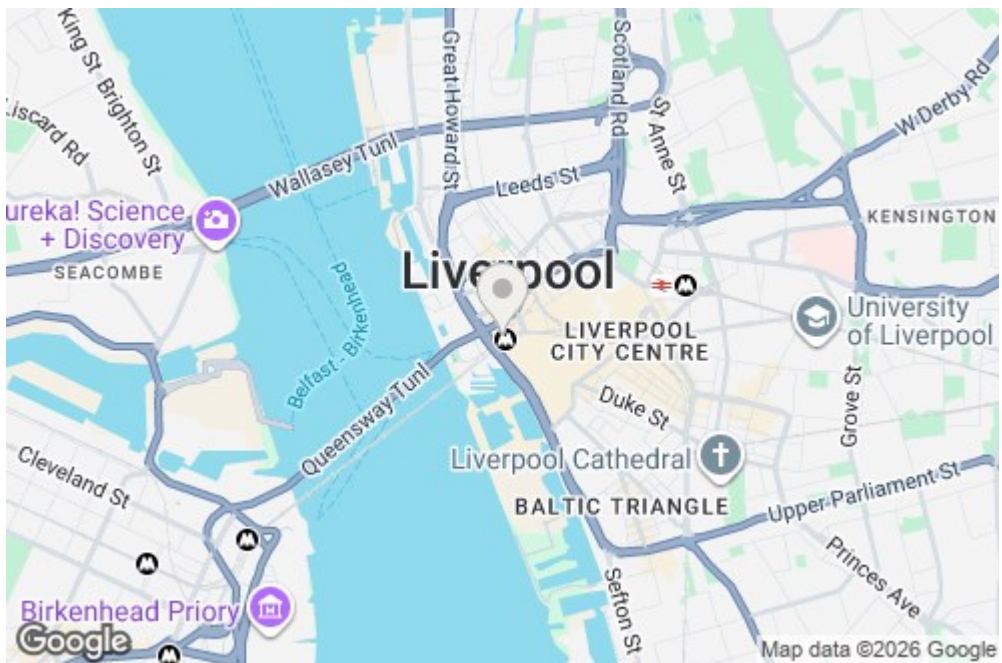 King St
Brighton St
Liscard Rd
Great Howard St
Scotland Rd
St Anne St
W Derby Rd
Wallasey Tunl
Leeds St
ureka! Science
+ Discovery
SEACOMBE
KENSINGTON
Belfast - Birkenhead
Liverpool
LIVERPOOL
CITY CENTRE
University
of Liverpool
Queensway Tunl
Duke St
Grove St
Cleveland St
Liverpool Cathedral
BALTIC TRIANGLE
Upper Parliament St
Princes Ave
Sefton St
Birkenhead Priory
Google
Map data ©2026 Google